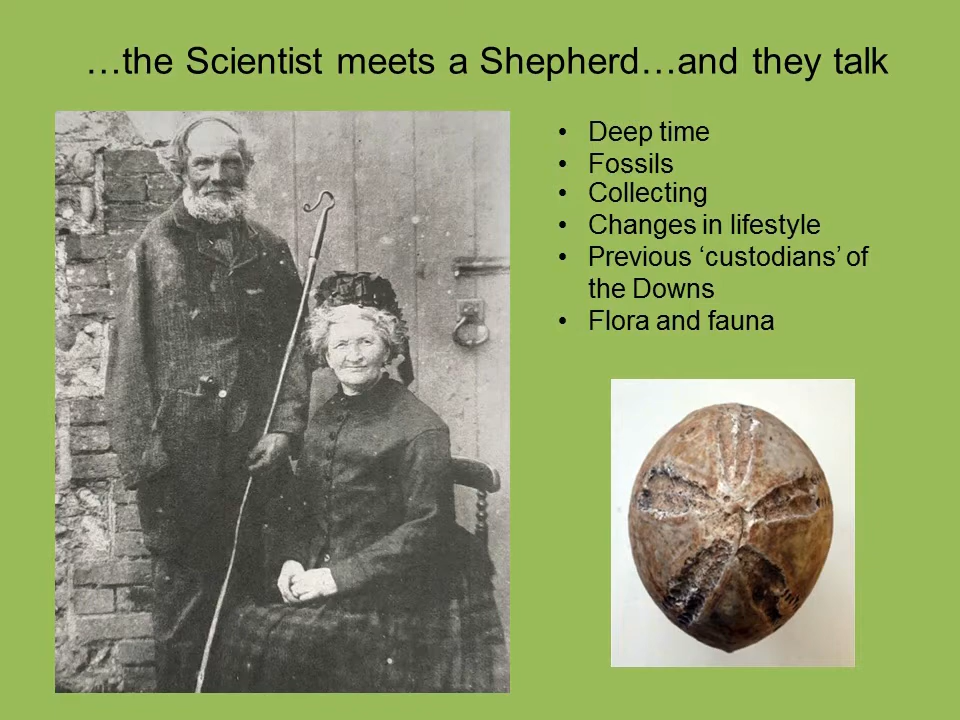 …the Scientist meets a Shepherd…and they talk
• Deep time
• Fossils
• Collecting
• Changes in lifestyle
• Previous ‘custodians’ of
the Downs
• Flora and fauna